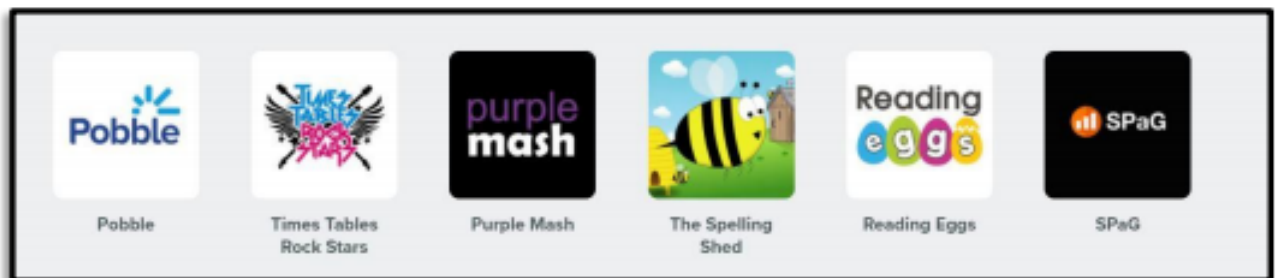 Pobble
TIMES
TABLES
ROCK
STARS
purple
mash
Reading
eggs
SPaG
Pobble
Times Tables
Rock Stars
Purple Mash
The Spelling
Shed
Reading Eggs
SPaG